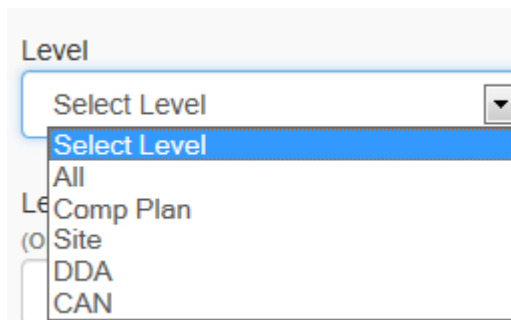 Level
Select Level
Select Level
All
Comp Plan
Site
DDA
CAN